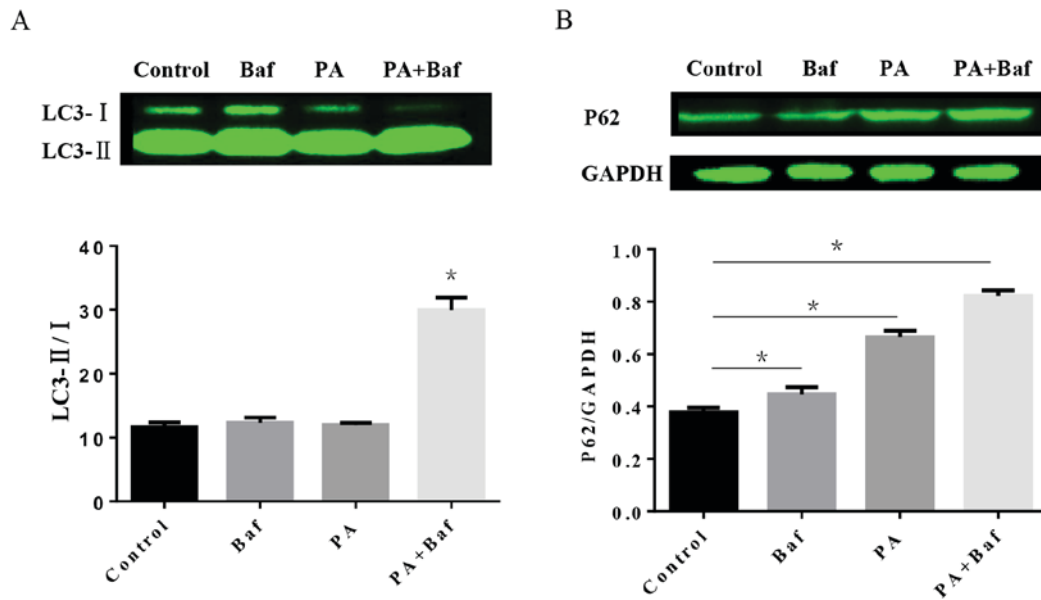 A
Control Baf PA PA+Baf
LC3-Ⅰ
LC3-Ⅱ
LC3-Ⅱ/Ⅰ
40
30
20
10
0
*
Control Baf PA PA+Baf
B
Control Baf PA PA+Baf
P62
GAPDH
P62/GAPDH
1.0
0.8
0.6
0.4
0.2
0.0
*
*
*
Control Baf PA PA+Baf